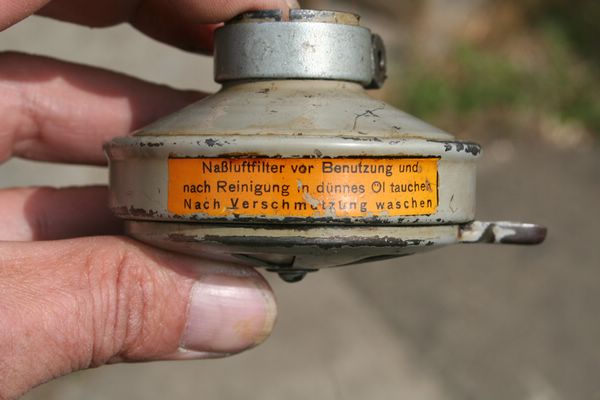 Naßluftfilter vor Benutzung und
nach Reinigung in dünnes Öl tauchen
Nach Verschmutzung waschen